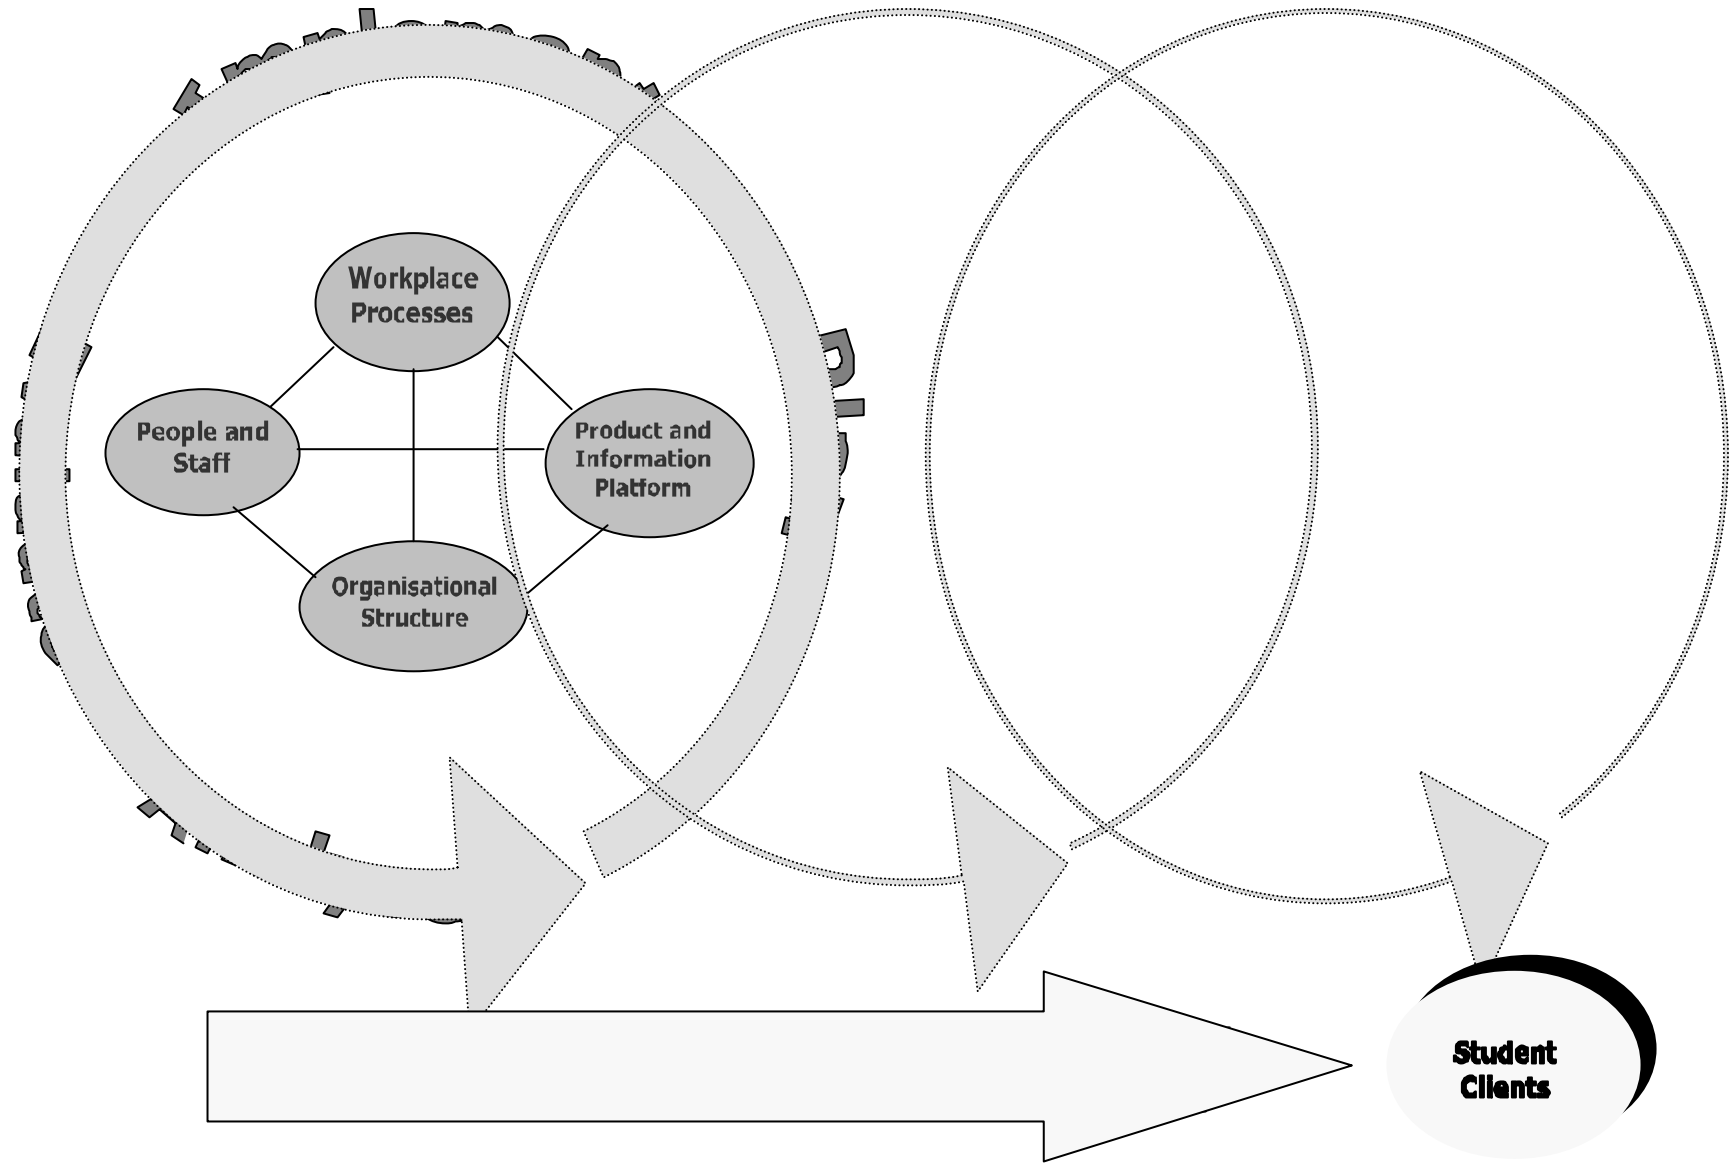 Workplace
Processes
People and
Staff
Product and
Information
Platform
Organisational
Structure
Student
Clients